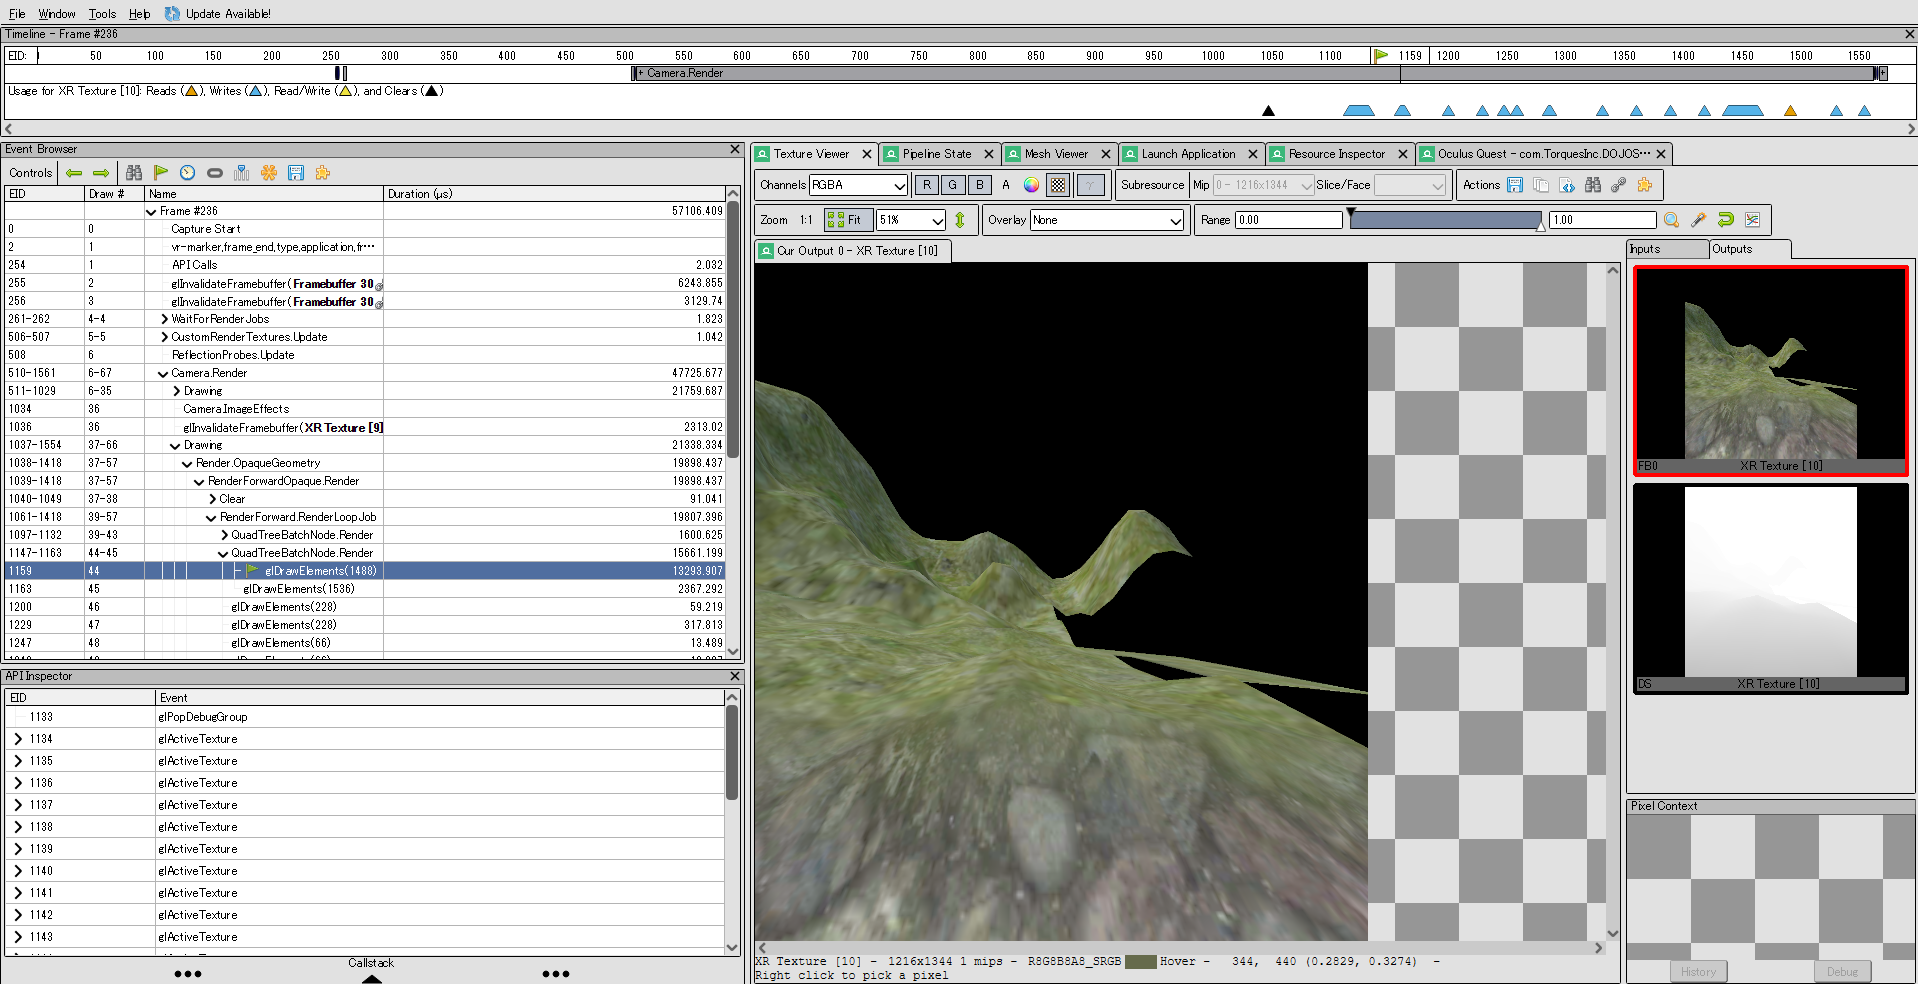 File Window Tools Help Update Available!
Timeline - Frame #236
EID: 50 100 150 200 250 300 350 400 450 500 550 600 650 700 750 800 850 900 950 1000 1050 1100 1159 1200 1250 1300 1350 1400 1450 1500 1550
+ Camera.Render +
Usage for XR Texture [10]: Reads ( ), Writes ( ), Read/Write ( ), and Clears ( )
Event Browser
Controls
EID Draw # Name Duration (µs)
Frame #236 57106.409
0 0 Capture Start
2 1 vr-marker,frame_end,type,application,fr···
254 1 API Calls 2.032
255 2 glInvalidateFramebuffer(Framebuffer 30 6243.855
256 3 glInvalidateFramebuffer(Framebuffer 30 3129.74
261-262 4-4 WaitForRenderJobs 1.823
506-507 5-5 CustomRenderTextures.Update 1.042
508 6 ReflectionProbes.Update
510-1561 6-67 Camera.Render 47725.677
511-1029 6-35 Drawing 21759.687
1034 36 Camera.ImageEffects
1036 36 glInvalidateFramebuffer(XR Texture [9] 2313.02
1037-1554 37-66 Drawing 21338.334
1038-1418 37-57 Render.OpaqueGeometry 19898.437
1039-1418 37-57 RenderForwardOpaque.Render 19898.437
1040-1049 37-38 Clear 91.041
1061-1418 39-57 RenderForward.RenderLoopJob 19807.396
1097-1132 39-43 QuadTreeBatchNode.Render 1600.625
1147-1163 44-45 QuadTreeBatchNode.Render 15661.199
1159 44 glDrawElements(1488) 13293.907
1163 45 glDrawElements(1536) 2367.292
1200 46 glDrawElements(228) 59.219
1229 47 glDrawElements(228) 317.813
1247 48 glDrawElements(66) 13.489
API Inspector
EID Event
1133 glPopDebugGroup
1134 glActiveTexture
1135 glActiveTexture
1136 glActiveTexture
1137 glActiveTexture
1138 glActiveTexture
1139 glActiveTexture
1140 glActiveTexture
1141 glActiveTexture
1142 glActiveTexture
1143 glActiveTexture
Callstack
Texture Viewer Pipeline State Mesh Viewer Launch Application Resource Inspector Oculus Quest - com.TorquesInc.DOJOS···
Channels RGBA R G B A γ Subresource Mip 0 - 1216x1344 Slice/Face Actions
Zoom 1:1 Fit 51% Overlay None Range 0.00 1.00
Cur Output 0 - XR Texture [10]
Inputs Outputs
FB0 XR Texture [10]
DS XR Texture [10]
Pixel Context
History Debug
XR Texture [10] - 1216x1344 1 mips - R8G8B8A8_SRGB Hover - 344, 440 (0.2829, 0.3274) -
Right click to pick a pixel